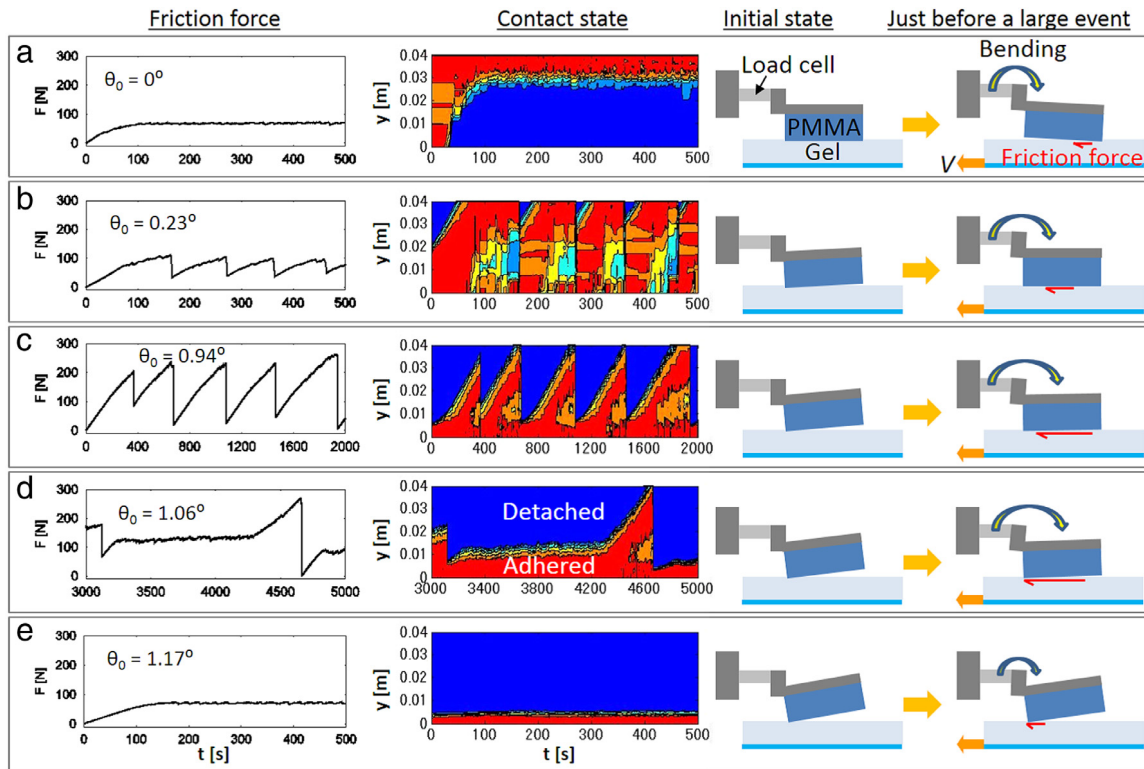 Friction force Contact state Initial state Just before a large event
a
300
200
100
0
F [N]
θ₀ = 0°
0 100 200 300 400 500
0.04
0.03
0.02
0.01
0
y [m]
0 100 200 300 400 500
Load cell
PMMA
Gel
Bending
V
Friction force
b
300
200
100
0
F [N]
θ₀ = 0.23°
0 100 200 300 400 500
0.04
0.03
0.02
0.01
0
y [m]
0 100 200 300 400 500
c
300
200
100
0
F [N]
θ₀ = 0.94°
0 400 800 1200 1600 2000
0.04
0.03
0.02
0.01
0
y [m]
0 400 800 1200 1600 2000
d
300
200
100
0
F [N]
θ₀ = 1.06°
3000 3400 3800 4200 4600 5000
0.04
0.03
0.02
0.01
0
y [m]
Detached
Adhered
3000 3400 3800 4200 4600 5000
e
300
200
100
0
F [N]
θ₀ = 1.17°
0 100 200 300 400 500
t [s]
0.04
0.03
0.02
0.01
0
y [m]
0 100 200 300 400 500
t [s]